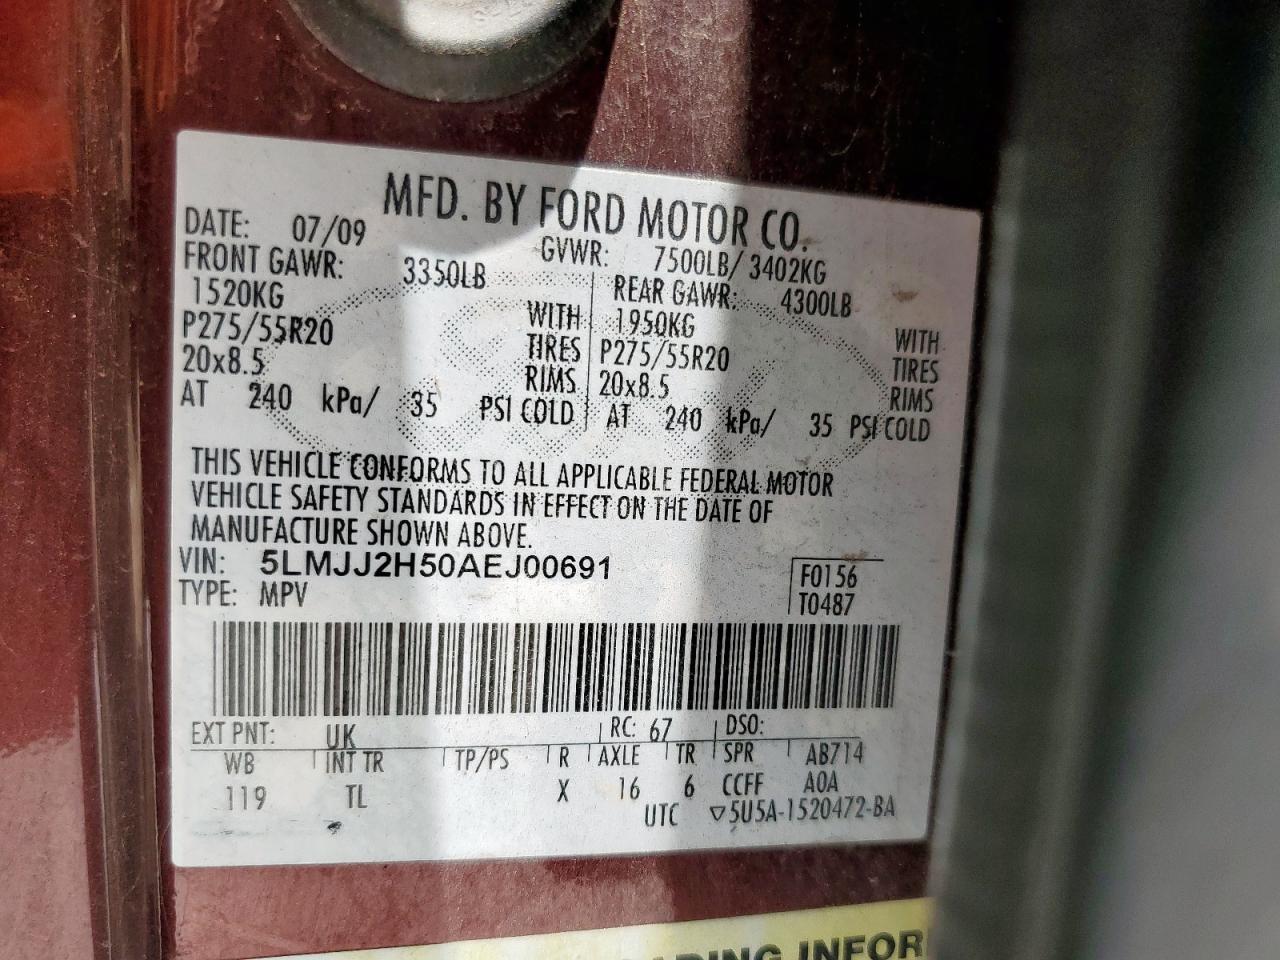 MFD. BY FORD MOTOR CO.
DATE: 07/09 GVWR: 7500LB/ 3402KG
FRONT GAWR: 3350LB REAR GAWR: 4300LB
1520KG WITH 1950KG WITH
P275/55R20 TIRES P275/55R20 TIRES
20x8.5 RIMS 20x8.5 RIMS
AT 240 kPa/ 35 PSI COLD AT 240 kPa/ 35 PSI COLD
THIS VEHICLE CONFORMS TO ALL APPLICABLE FEDERAL MOTOR
VEHICLE SAFETY STANDARDS IN EFFECT ON THE DATE OF
MANUFACTURE SHOWN ABOVE.
VIN: 5LMJJ2H50AEJ00691 F0156
TYPE: MPV T0487
EXT PNT: UK RC: 67 DSO:
WB INT TR TP/PS R AXLE TR SPR AB714
119 TL X 16 6 CCFF A0A
UTC ▽5U5A-1520472-BA
INFOR